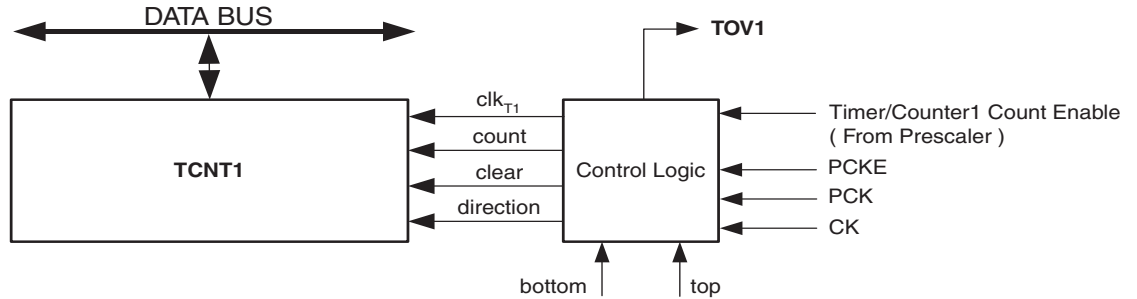 DATA BUS
TOV1
clkT1
count
clear
direction
TCNT1
Control Logic
Timer/Counter1 Count Enable
( From Prescaler )
PCKE
PCK
CK
bottom
top